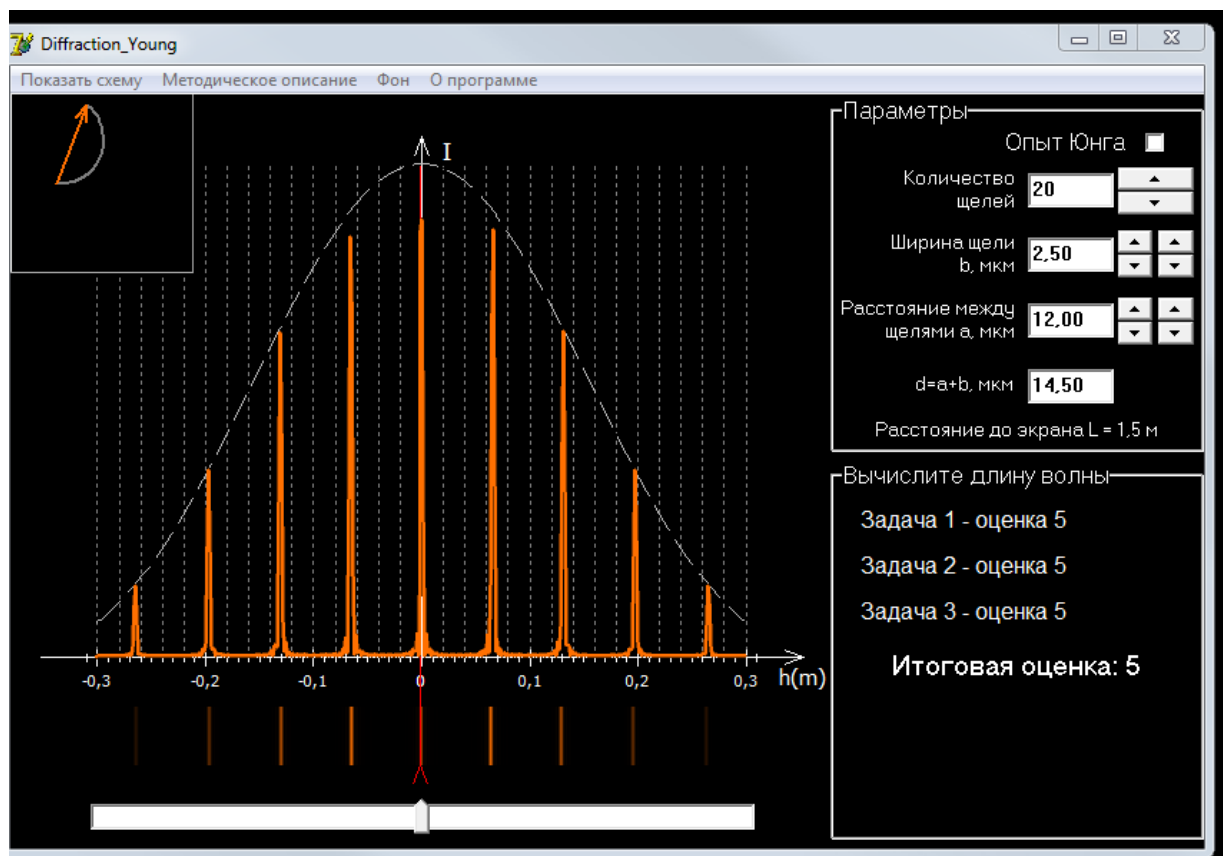 Diffraction_Young
Показать схему Методическое описание Фон О программе
I
-0,3 -0,2 -0,1 0 0,1 0,2 0,3 h(m)
Параметры
Опыт Юнга
Количество
щелей 20
Ширина щели
b, мкм 2,50
Расстояние между
щелями a, мкм 12,00
d=a+b, мкм 14,50
Расстояние до экрана L = 1,5 м
Вычислите длину волны
Задача 1 - оценка 5
Задача 2 - оценка 5
Задача 3 - оценка 5
Итоговая оценка: 5